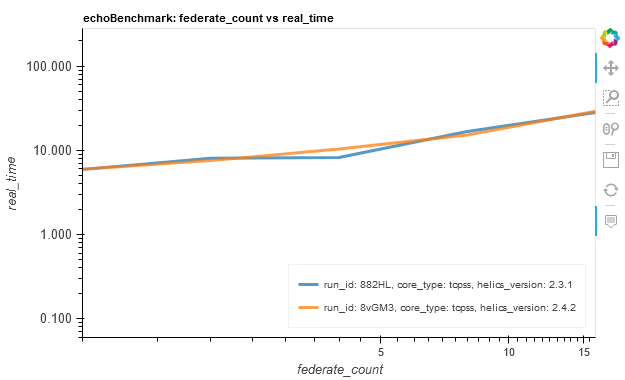 echoBenchmark: federate_count vs real_time
100.000
10.000
1.000
0.100
real_time
run_id: 882HL, core_type: tcpss, helics_version: 2.3.1
run_id: 8vGM3, core_type: tcpss, helics_version: 2.4.2
5
10
15
federate_count